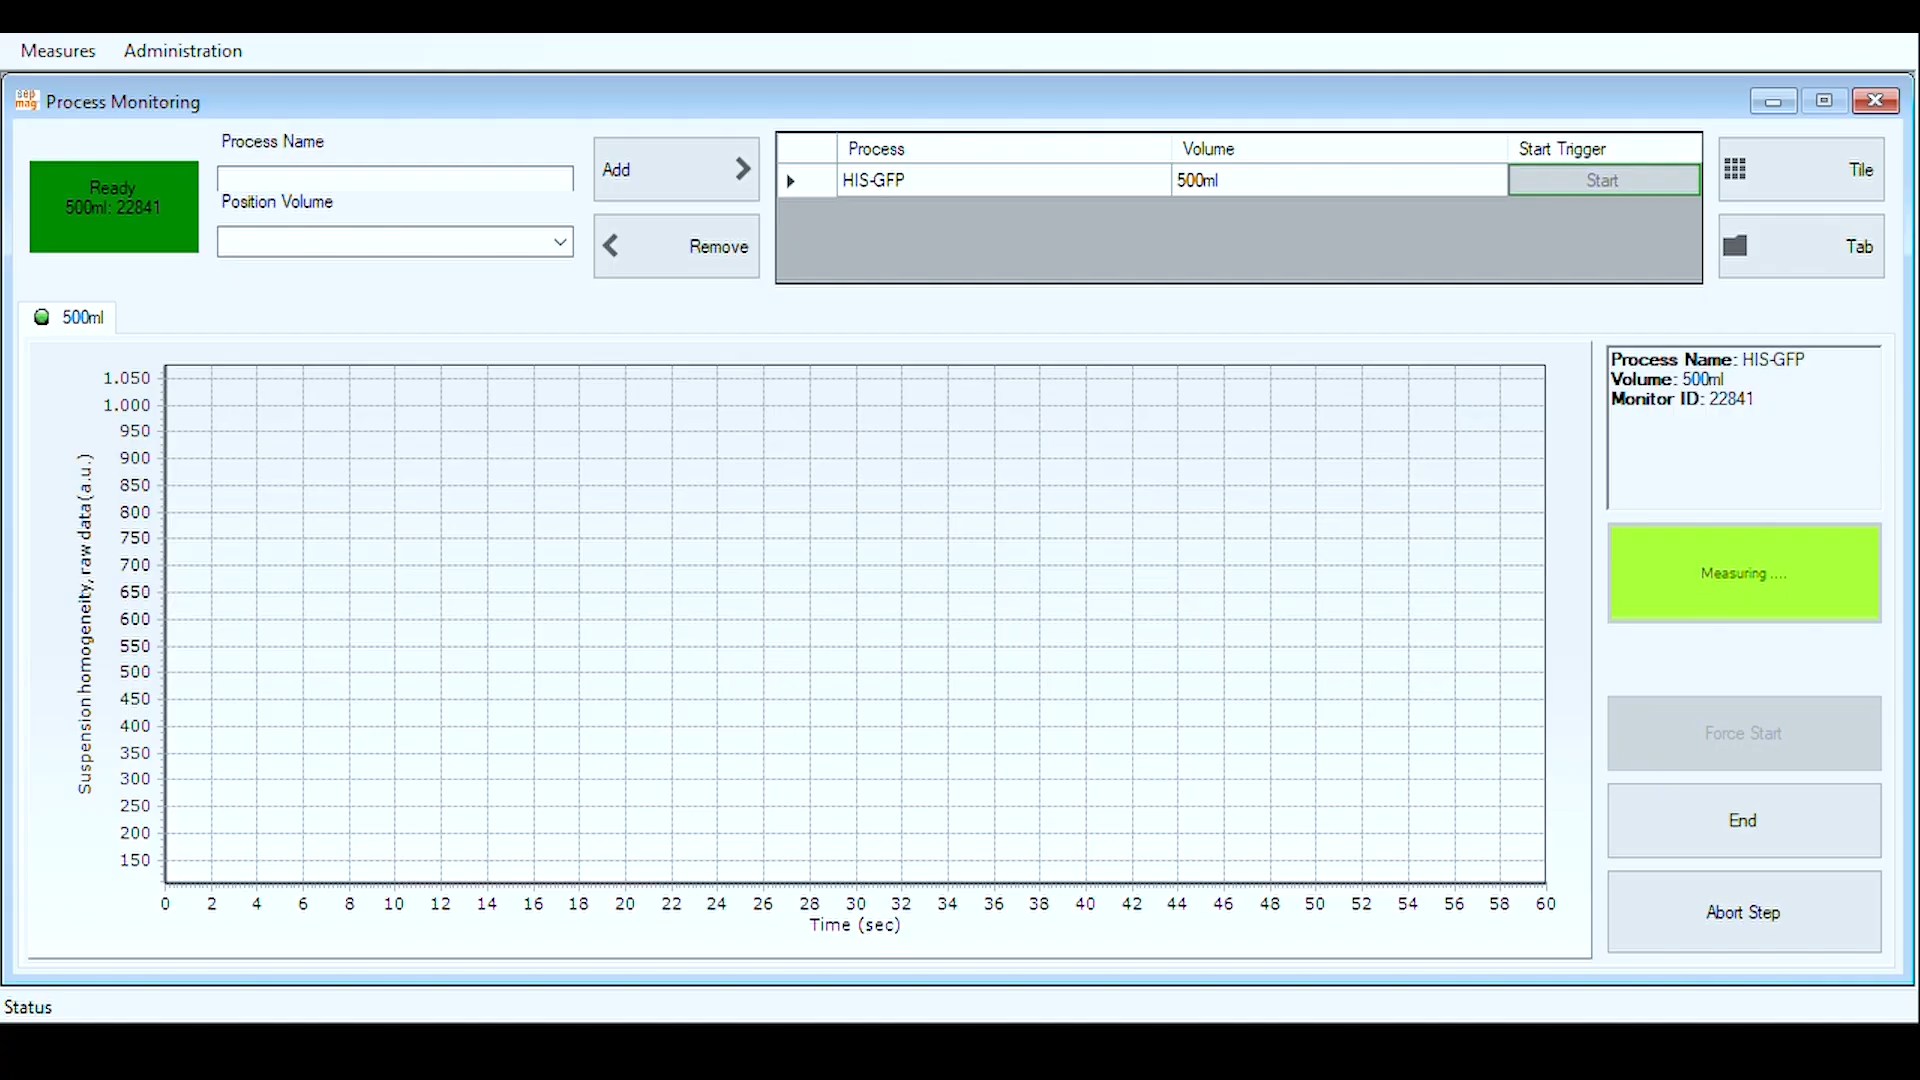 Measures Administration
sep mag Process Monitoring
Process Name
Ready
500ml: 22841
Position Volume
Add
Remove
Process Volume Start Trigger
HIS-GFP 500ml Start
Tile
Tab
500ml
Suspension homogeneity, raw data (a.u.)
1.050
1.000
950
900
850
800
750
700
650
600
550
500
450
400
350
300
250
200
150
0 2 4 6 8 10 12 14 16 18 20 22 24 26 28 30 32 34 36 38 40 42 44 46 48 50 52 54 56 58 60
Time (sec)
Process Name: HIS-GFP
Volume: 500ml
Monitor ID: 22841
Measuring ....
Force Start
End
Abort Step
Status